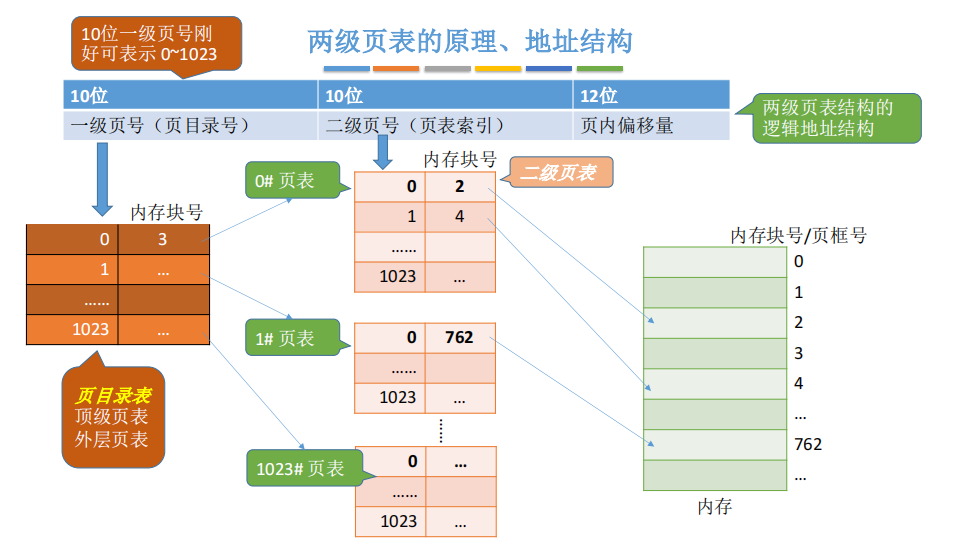 两级页表的原理、地址结构
10位一级页号刚
好可表示 0~1023
10位 10位 12位
一级页号（页目录号） 二级页号（页表索引） 页内偏移量
两级页表结构的
逻辑地址结构
内存块号
0 3
1 …
……
1023 …
页目录表
顶级页表
外层页表
内存块号
二级页表
0# 页表
0 2
1 4
……
1023 …
1# 页表
0 762
……
1023 …
……
1023# 页表
0 …
……
1023 …
内存块号/页框号
0
1
2
3
4
…
762
…
内存